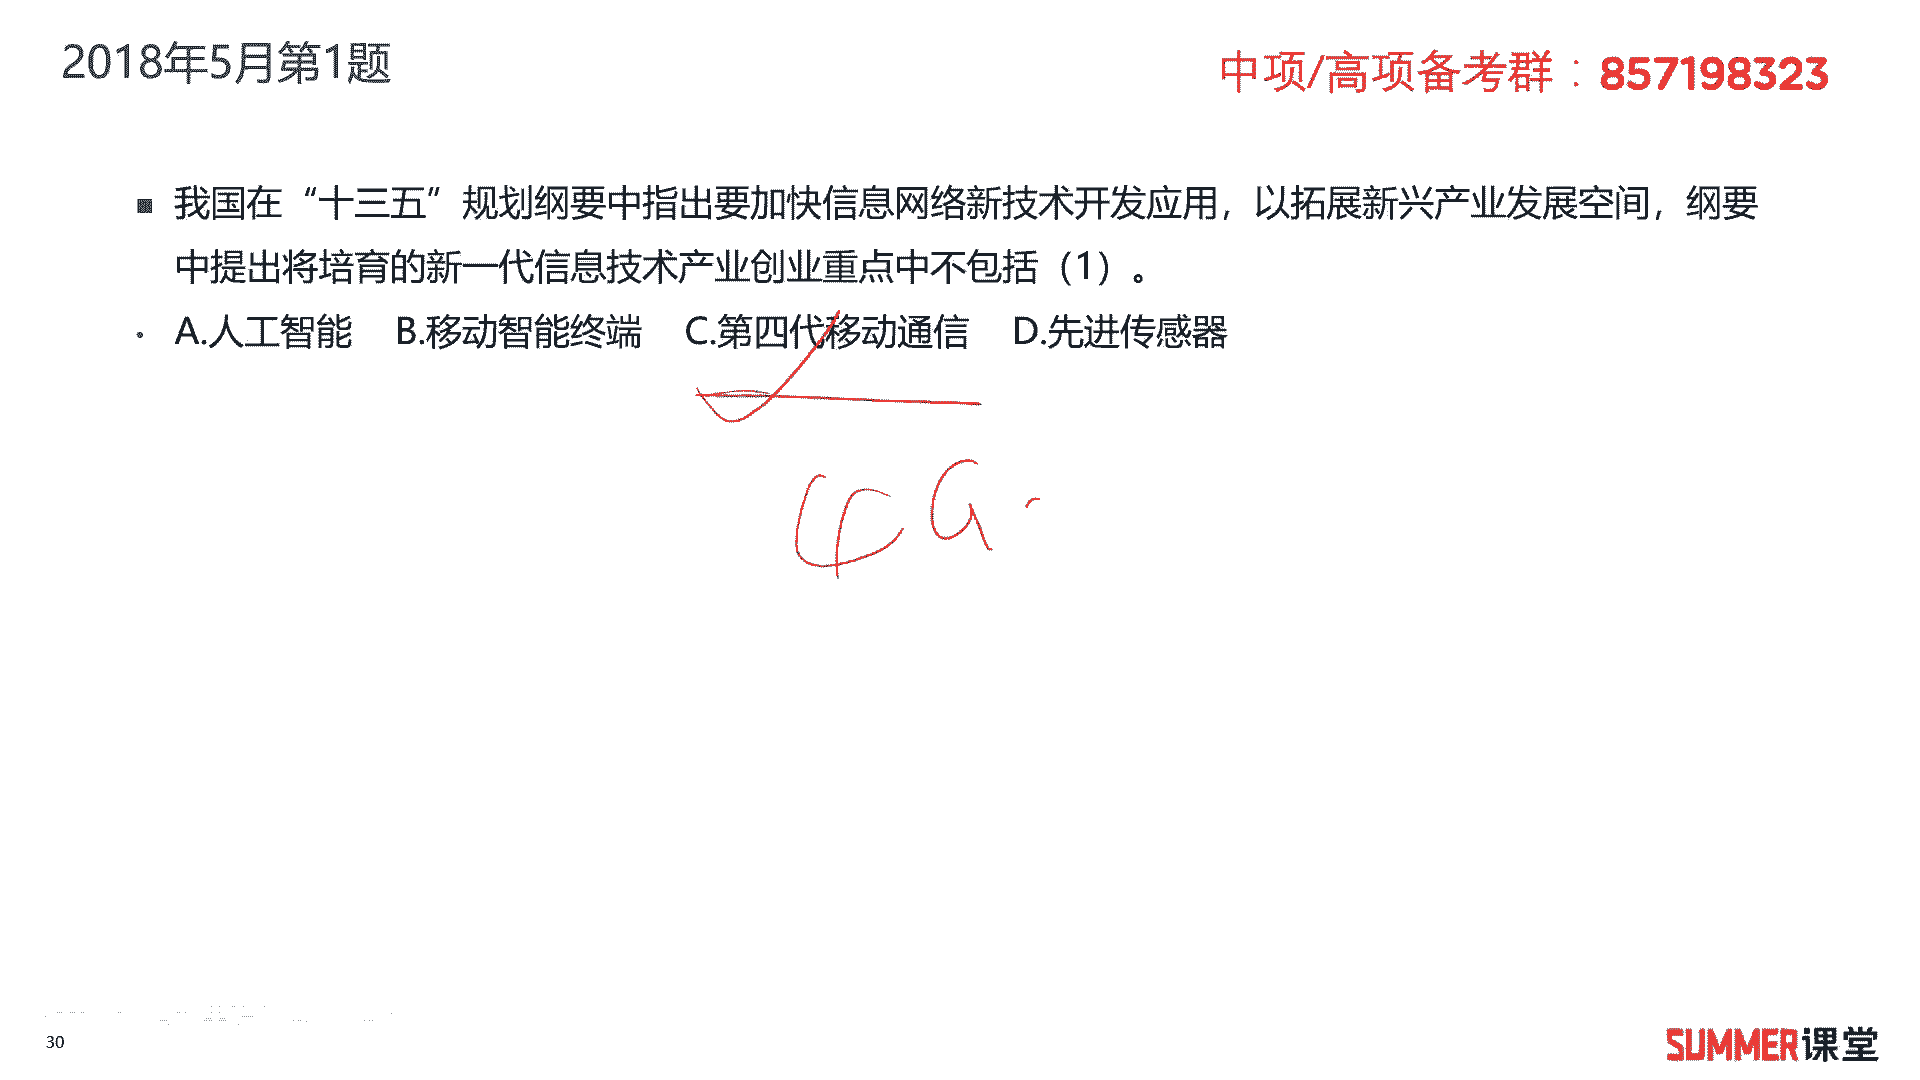 2018年5月第1题
中项/高项备考群：857198323
■ 我国在“十三五”规划纲要中指出要加快信息网络新技术开发应用，以拓展新兴产业发展空间，纲要
中提出将培育的新一代信息技术产业创业重点中不包括（1）。
• A.人工智能 B.移动智能终端 C.第四代移动通信 D.先进传感器
4G
30
SUMMER课堂